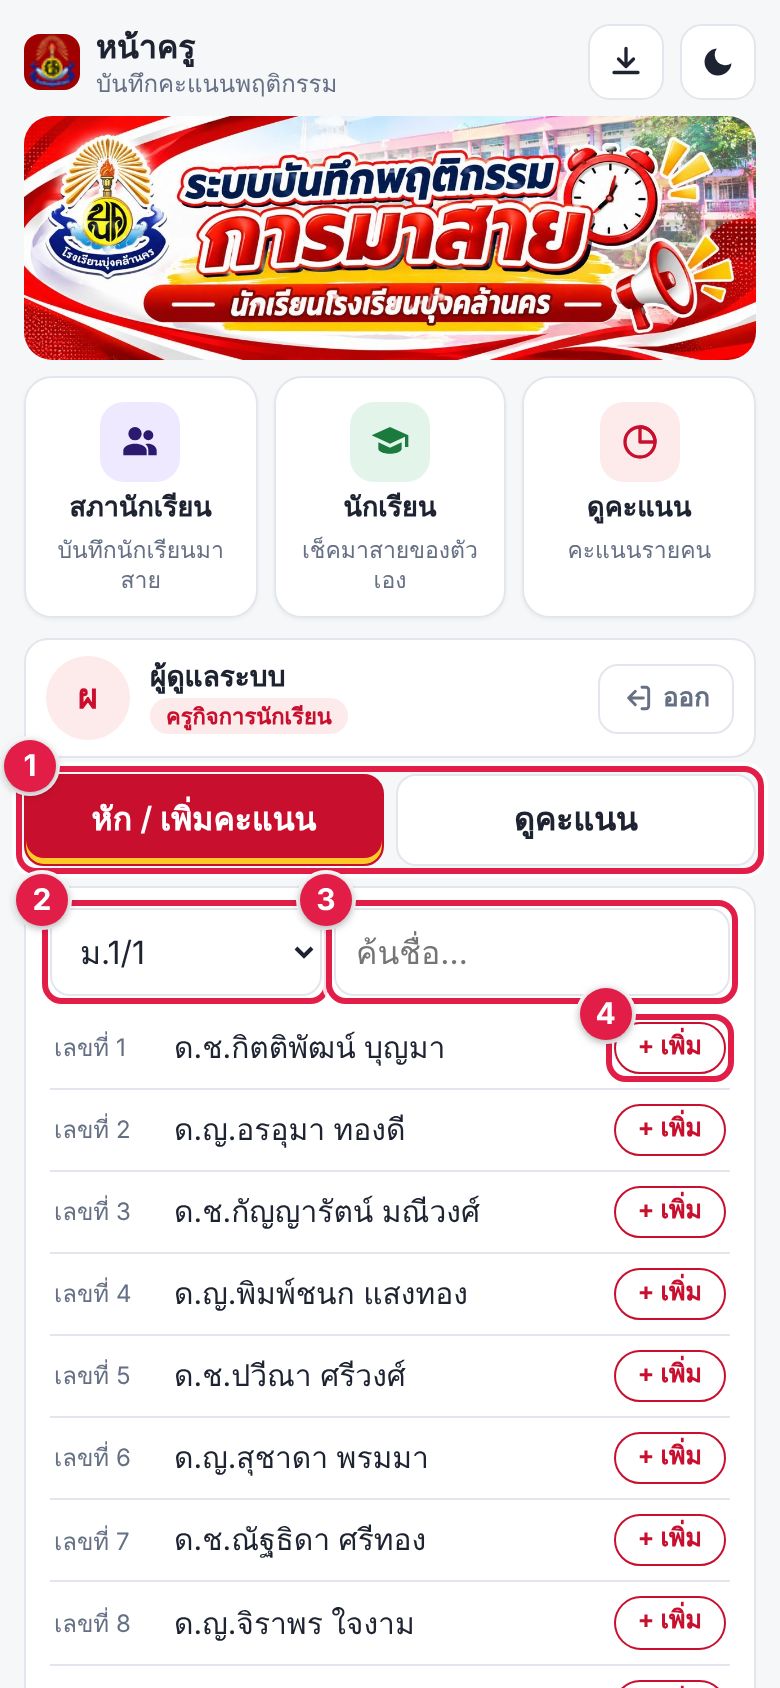 หน้าครู
บันทึกคะแนนพฤติกรรม
ระบบบันทึกพฤติกรรม
การมาสาย
นักเรียนโรงเรียนบุ่งคล้านคร
โรงเรียนบุ่งคล้านคร
สภานักเรียน
บันทึกนักเรียนมา
สาย
นักเรียน
เช็คมาสายของตัว
เอง
ดูคะแนน
คะแนนรายคน
ผ
ผู้ดูแลระบบ
ครูกิจการนักเรียน
ออก
1
หัก / เพิ่มคะแนน
ดูคะแนน
2
3
ม.1/1
ค้นชื่อ...
4
เลขที่ 1 ด.ช.กิตติพัฒน์ บุญมา + เพิ่ม
เลขที่ 2 ด.ญ.อรอุมา ทองดี + เพิ่ม
เลขที่ 3 ด.ช.กัญญารัตน์ มณีวงศ์ + เพิ่ม
เลขที่ 4 ด.ญ.พิมพ์ชนก แสงทอง + เพิ่ม
เลขที่ 5 ด.ช.ปวีณา ศรีวงศ์ + เพิ่ม
เลขที่ 6 ด.ญ.สุชาดา พรมมา + เพิ่ม
เลขที่ 7 ด.ช.ณัฐธิดา ศรีทอง + เพิ่ม
เลขที่ 8 ด.ญ.จิราพร ใจงาม + เพิ่ม